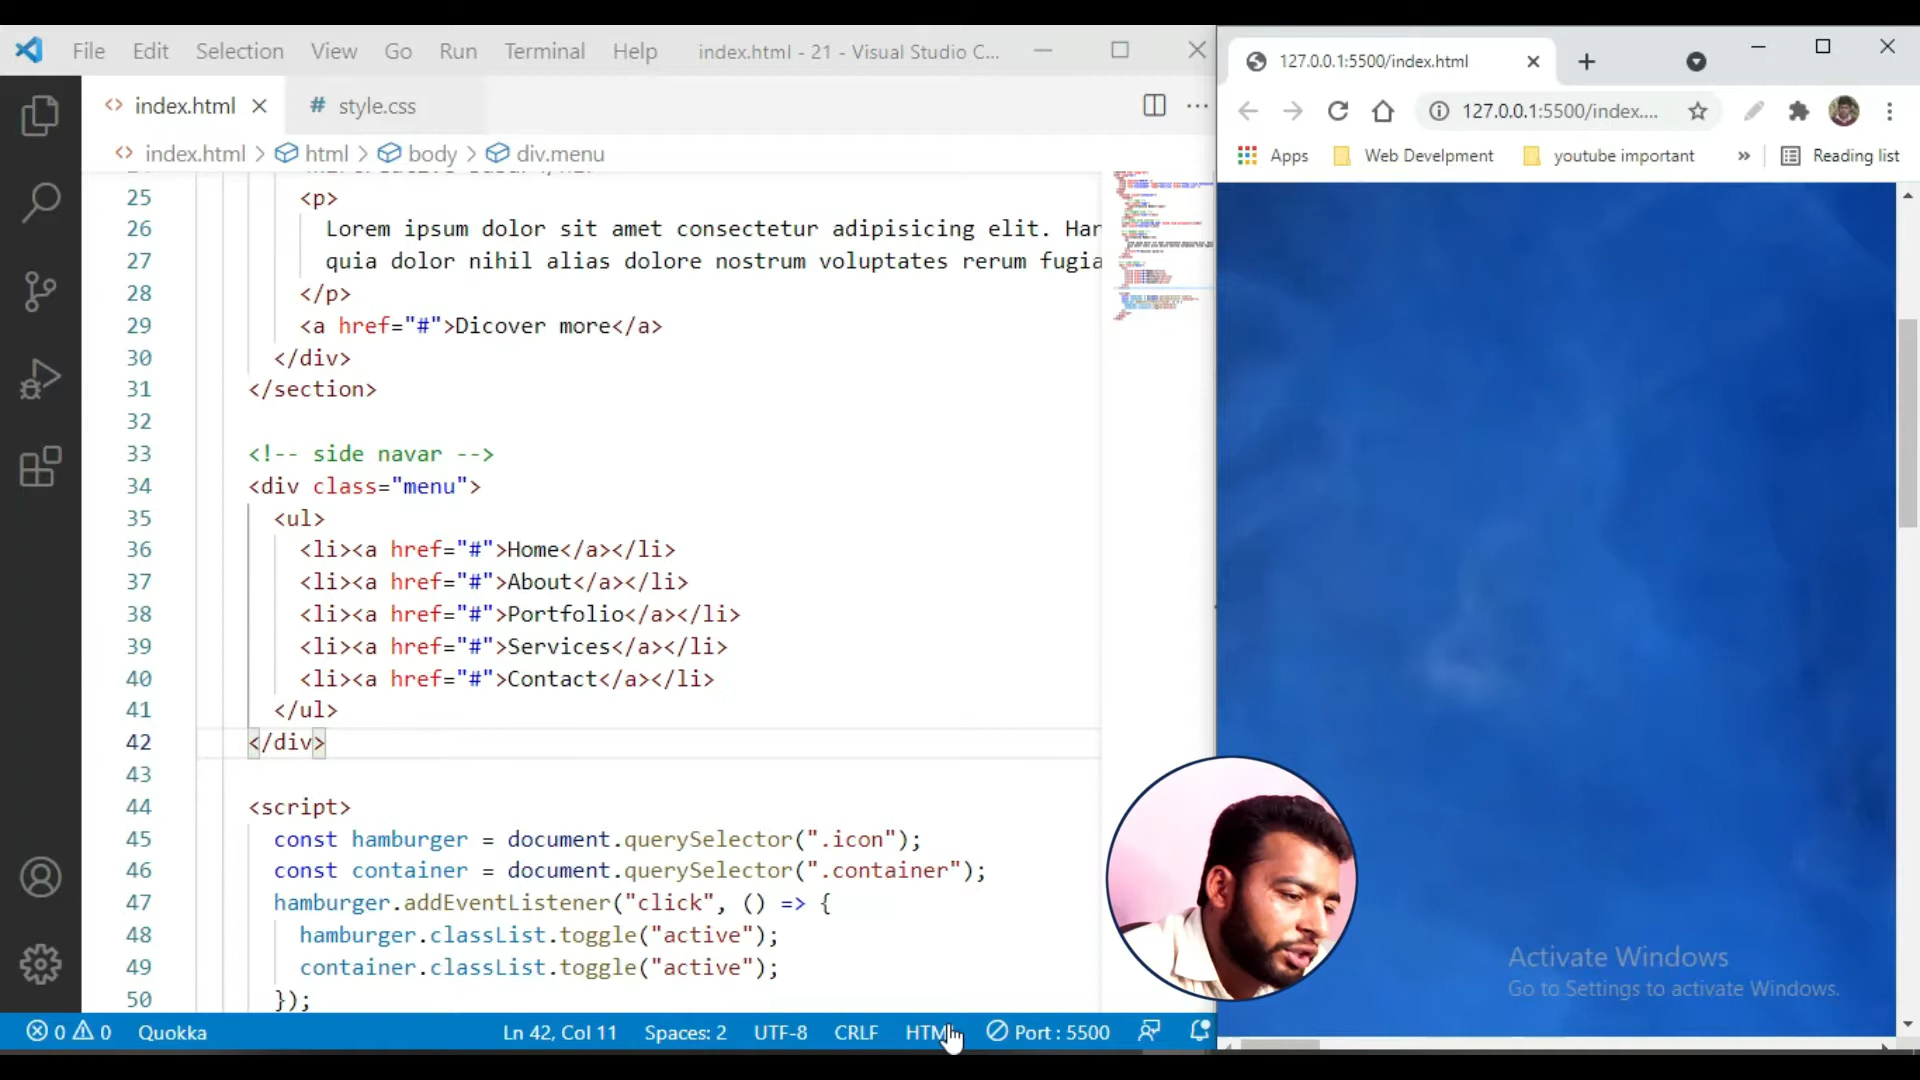 File Edit Selection View Go Run Terminal Help index.html - 21 - Visual Studio C...
index.html
# style.css
index.html > html > body > div.menu
25 <p>
26 Lorem ipsum dolor sit amet consectetur adipisicing elit. Har
27 quia dolor nihil alias dolore nostrum voluptates rerum fugia
28 </p>
29 <a href="#">Dicover more</a>
30 </div>
31 </section>
32
33 <!-- side navar -->
34 <div class="menu">
35 <ul>
36 <li><a href="#">Home</a></li>
37 <li><a href="#">About</a></li>
38 <li><a href="#">Portfolio</a></li>
39 <li><a href="#">Services</a></li>
40 <li><a href="#">Contact</a></li>
41 </ul>
42 </div>
43
44 <script>
45 const hamburger = document.querySelector(".icon");
46 const container = document.querySelector(".container");
47 hamburger.addEventListener("click", () => {
48 hamburger.classList.toggle("active");
49 container.classList.toggle("active");
50 });
0 0 Quokka Ln 42, Col 11 Spaces: 2 UTF-8 CRLF HTM Port : 5500
127.0.0.1:5500/index.html
127.0.0.1:5500/index....
Apps Web Develpment youtube important » Reading list
Activate Windows
Go to Settings to activate Windows.